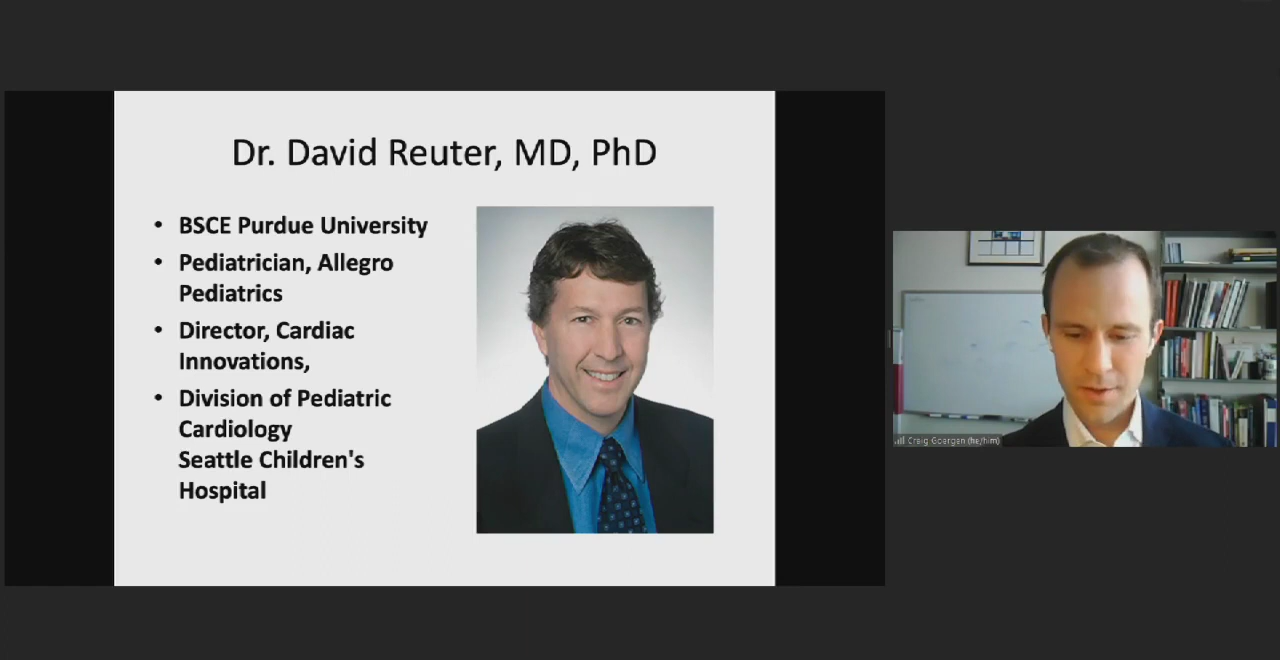 Dr. David Reuter, MD, PhD
• BSCE Purdue University
• Pediatrician, Allegro
Pediatrics
• Director, Cardiac
Innovations,
• Division of Pediatric
Cardiology
Seattle Children's
Hospital
Craig Goergen (he/him)